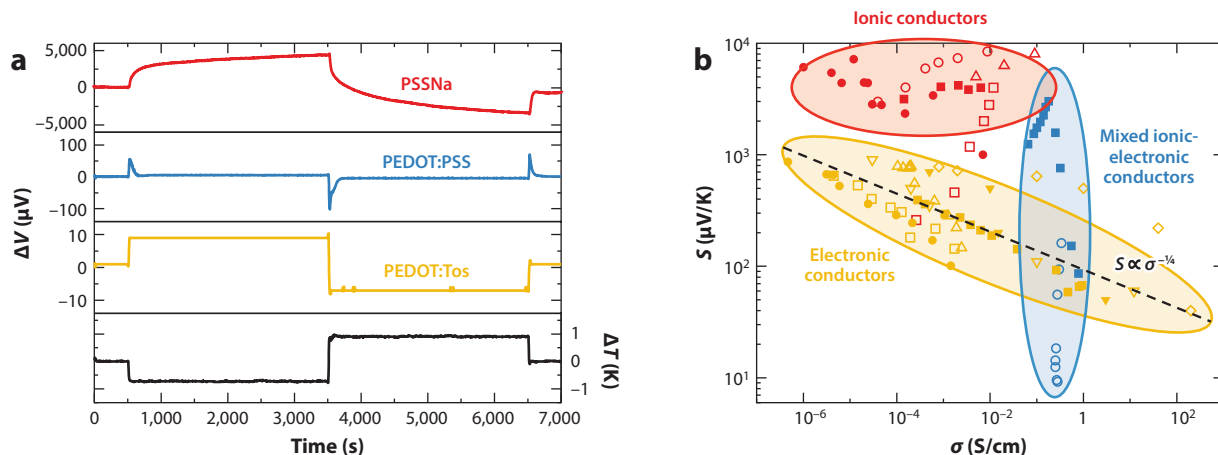 a
5,000
0
−5,000
PSSNa
100
0
−100
PEDOT:PSS
ΔV (μV)
10
0
−10
PEDOT:Tos
1
0
−1
ΔT (K)
0
1,000
2,000
3,000
4,000
5,000
6,000
7,000
Time (s)
b
Ionic conductors
10⁴
10³
10²
10¹
S (μV/K)
Mixed ionic-
electronic
conductors
Electronic
conductors
S ∝ σ⁻¹⁄⁴
10⁻⁶
10⁻⁴
10⁻²
1
10²
σ (S/cm)